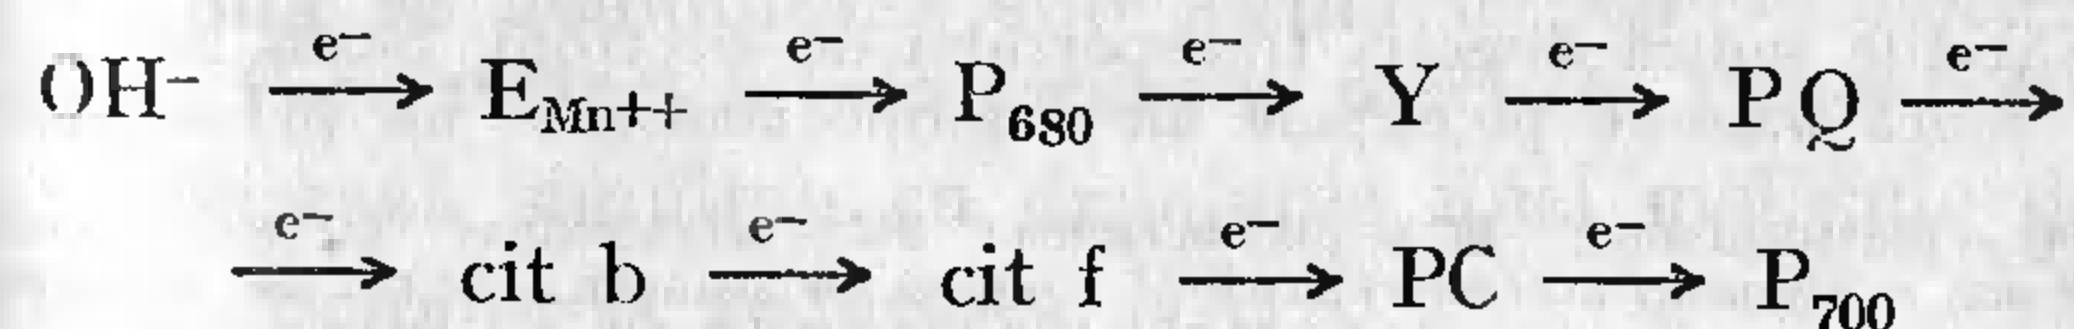 OH⁻ —e⁻→ E_Mn++ —e⁻→ P₆₈₀ —e⁻→ Y —e⁻→ PQ —e⁻→
—e⁻→ cit b —e⁻→ cit f —e⁻→ PC —e⁻→ P₇₀₀